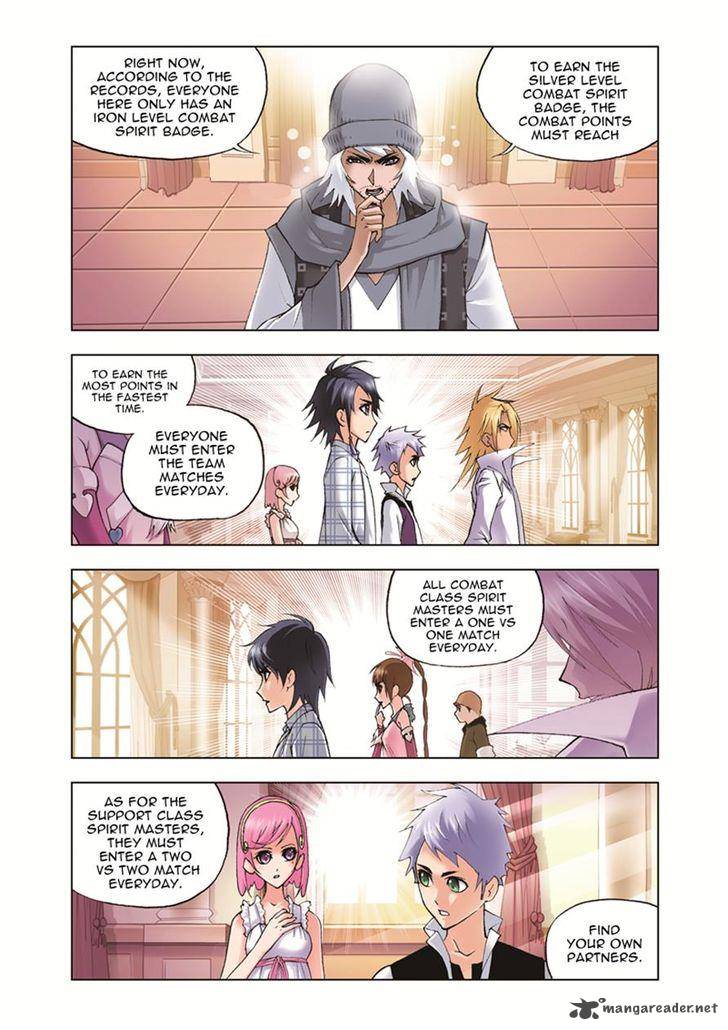 RIGHT NOW,
ACCORDING TO THE
RECORDS, EVERYONE
HERE ONLY HAS AN
IRON LEVEL COMBAT
SPIRIT BADGE.
TO EARN THE
SILVER LEVEL
COMBAT SPIRIT
BADGE, THE
COMBAT POINTS
MUST REACH
TO EARN THE
MOST POINTS IN
THE FASTEST
TIME.
EVERYONE
MUST ENTER
THE TEAM
MATCHES
EVERYDAY.
ALL COMBAT
CLASS SPIRIT
MASTERS MUST
ENTER A ONE VS
ONE MATCH
EVERYDAY.
AS FOR THE
SUPPORT CLASS
SPIRIT MASTERS,
THEY MUST
ENTER A TWO
VS TWO MATCH
EVERYDAY.
FIND
YOUR OWN
PARTNERS.
mangareader.net